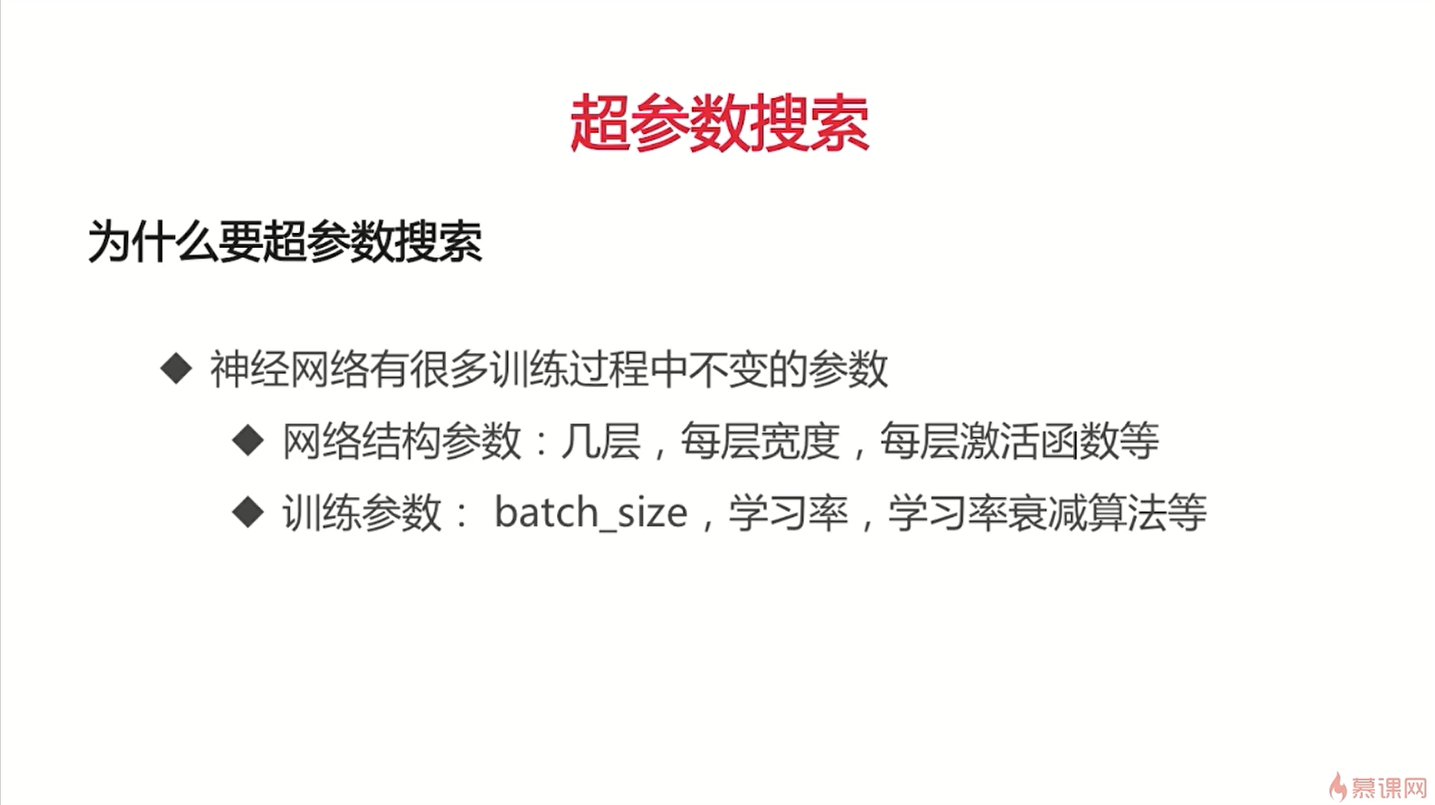 超参数搜索
为什么要超参数搜索
◆ 神经网络有很多训练过程中不变的参数
◆ 网络结构参数：几层，每层宽度，每层激活函数等
◆ 训练参数： batch_size，学习率，学习率衰减算法等
慕课网